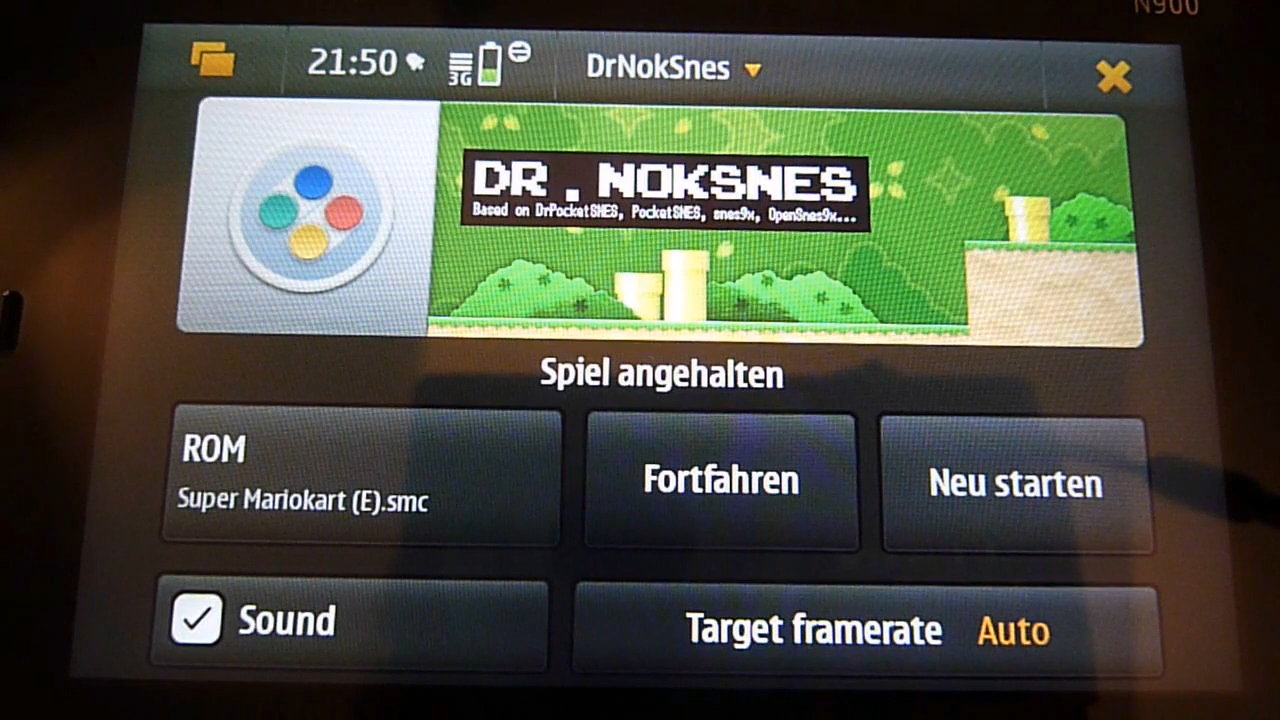 N900
21:50
3G
DrNokSnes
DR. NOKSNES
Based on DrPocketSNES, PocketSNES, snes9x, OpenSnes9x...
Spiel angehalten
ROM
Super Mariokart (E).smc
Fortfahren
Neu starten
Sound
Target framerate Auto